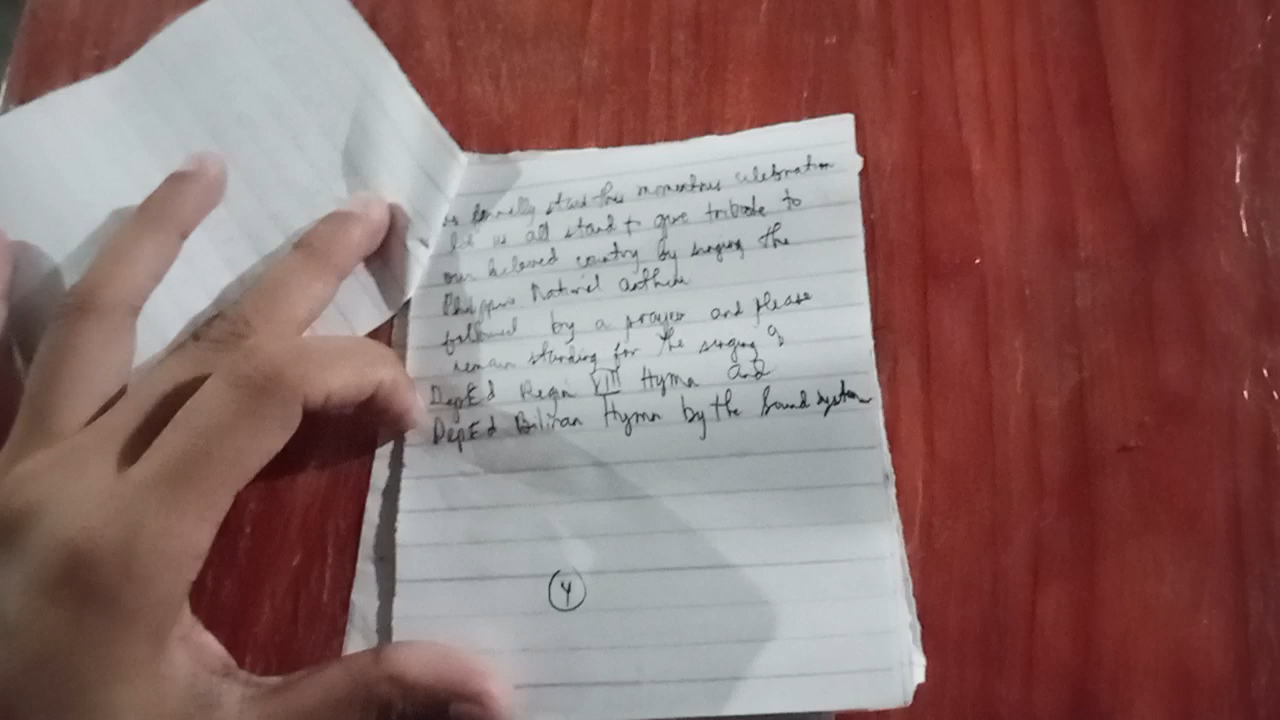 formally start this momentous celebration
let us all stand to give tribute to
our beloved country by singing the
Philippine National anthem
followed by a prayer and please
remain standing for the singing of
DepEd Region VIII Hymn and
DepEd Biliran Hymn by the Sound system
4